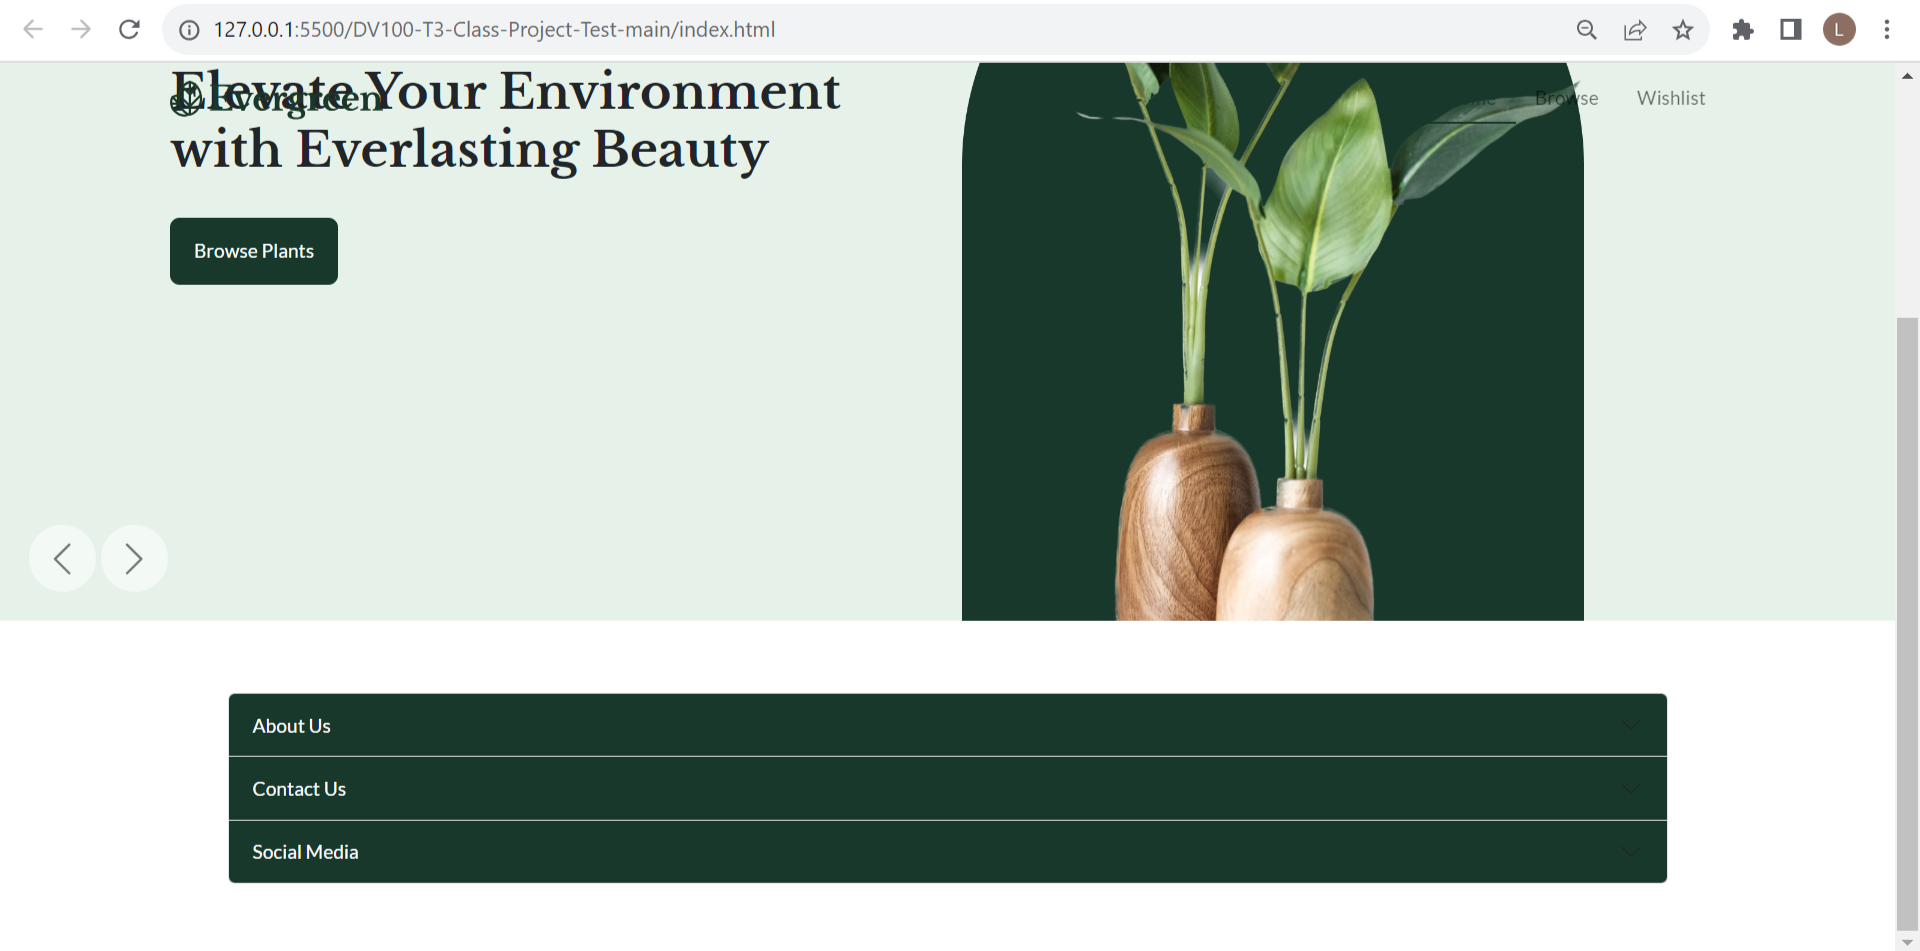 127.0.0.1:5500/DV100-T3-Class-Project-Test-main/index.html
L
Evergreen
Browse
Wishlist
Elevate Your Environment
with Everlasting Beauty
Browse Plants
About Us
Contact Us
Social Media